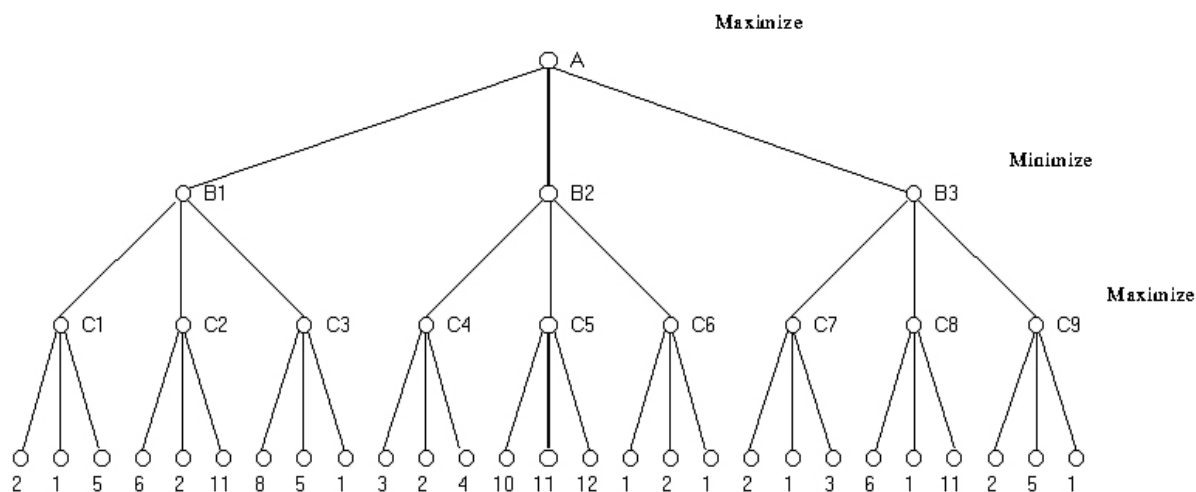 Maximize
A
Minimize
B1 B2 B3
Maximize
C1 C2 C3 C4 C5 C6 C7 C8 C9
2 1 5 6 2 11 8 5 1 3 2 4 10 11 12 1 2 1 2 1 3 6 1 11 2 5 1